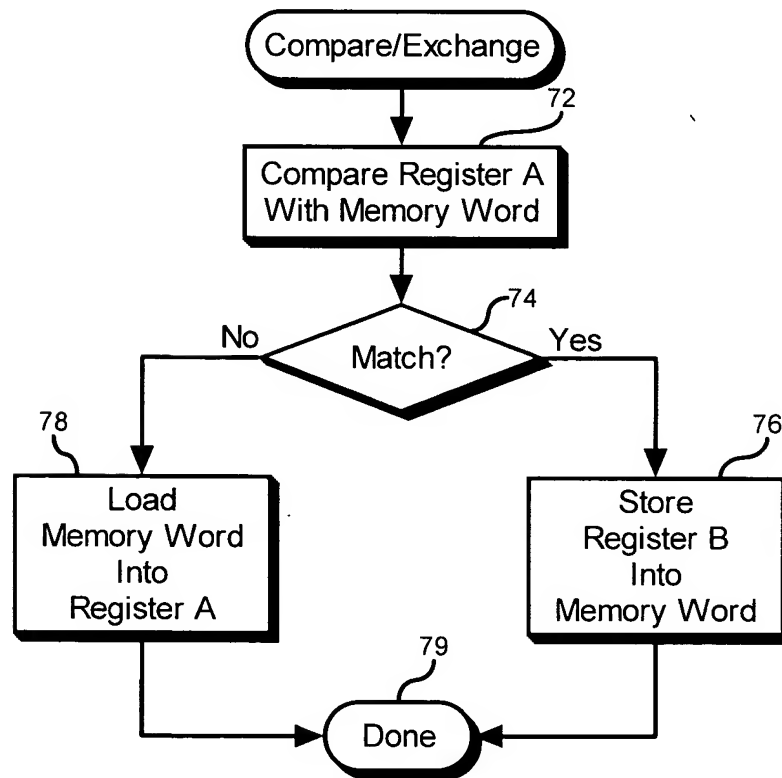 Compare/Exchange
72
Compare Register A
With Memory Word
74
No
Match?
Yes
78
Load
Memory Word
Into
Register A
76
Store
Register B
Into
Memory Word
79
Done